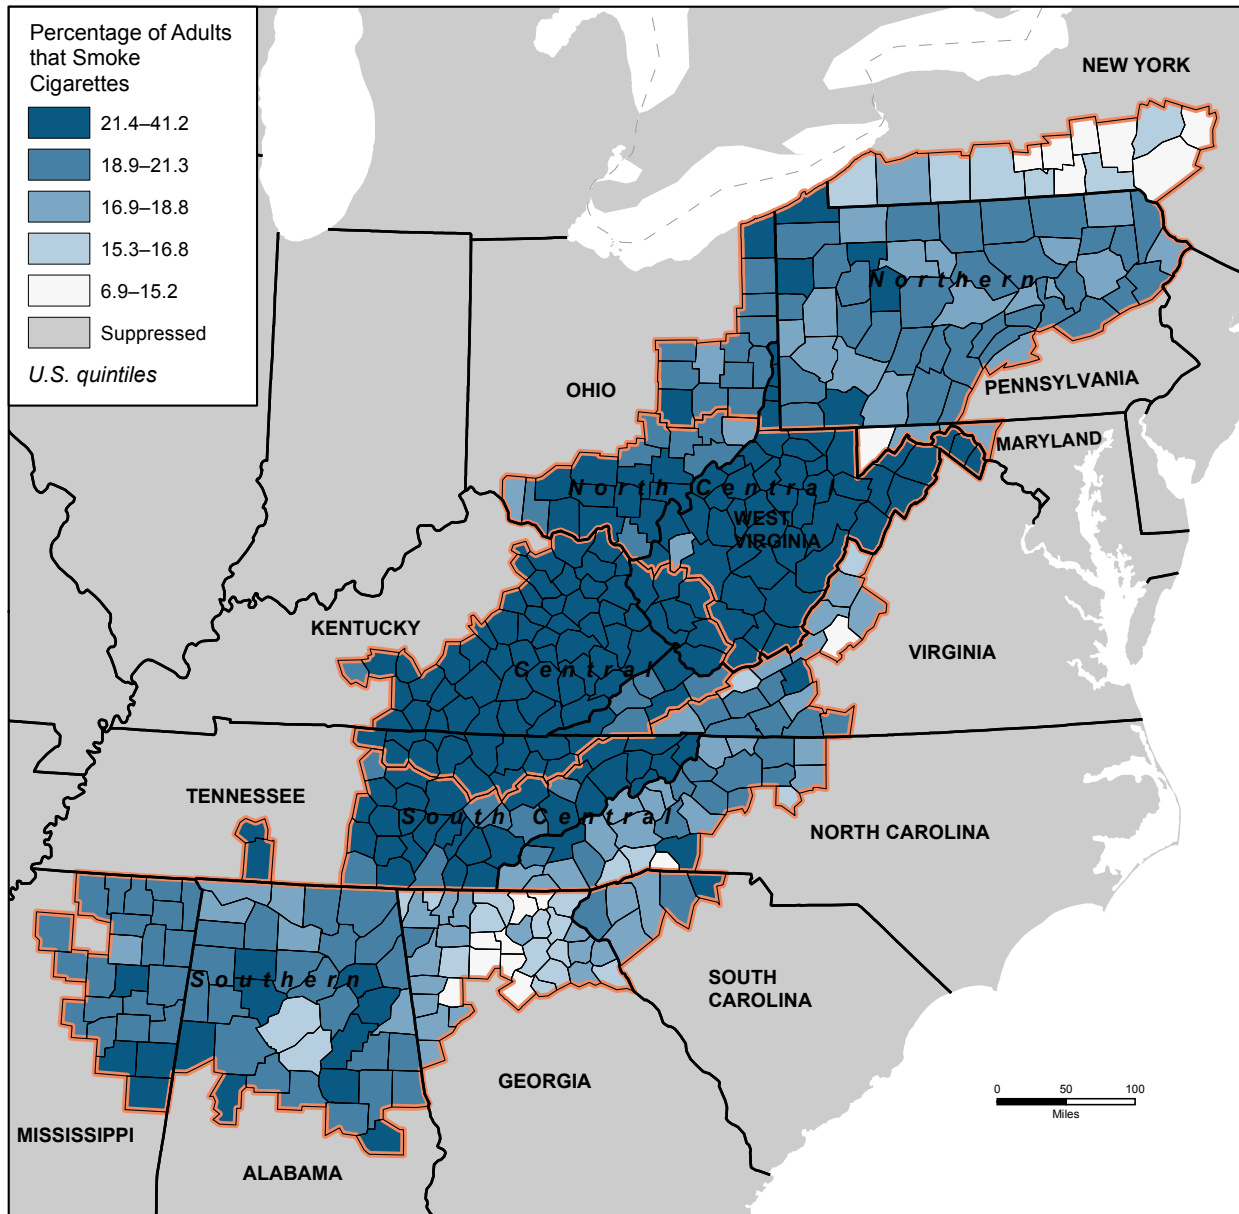 Percentage of Adults
that Smoke
Cigarettes
21.4–41.2
18.9–21.3
16.9–18.8
15.3–16.8
6.9–15.2
Suppressed
U.S. quintiles
NEW YORK
Northern
PENNSYLVANIA
OHIO
MARYLAND
North Central
WEST
VIRGINIA
KENTUCKY
VIRGINIA
Central
TENNESSEE
South Central
NORTH CAROLINA
Southern
SOUTH
CAROLINA
GEORGIA
0 50 100
Miles
MISSISSIPPI
ALABAMA